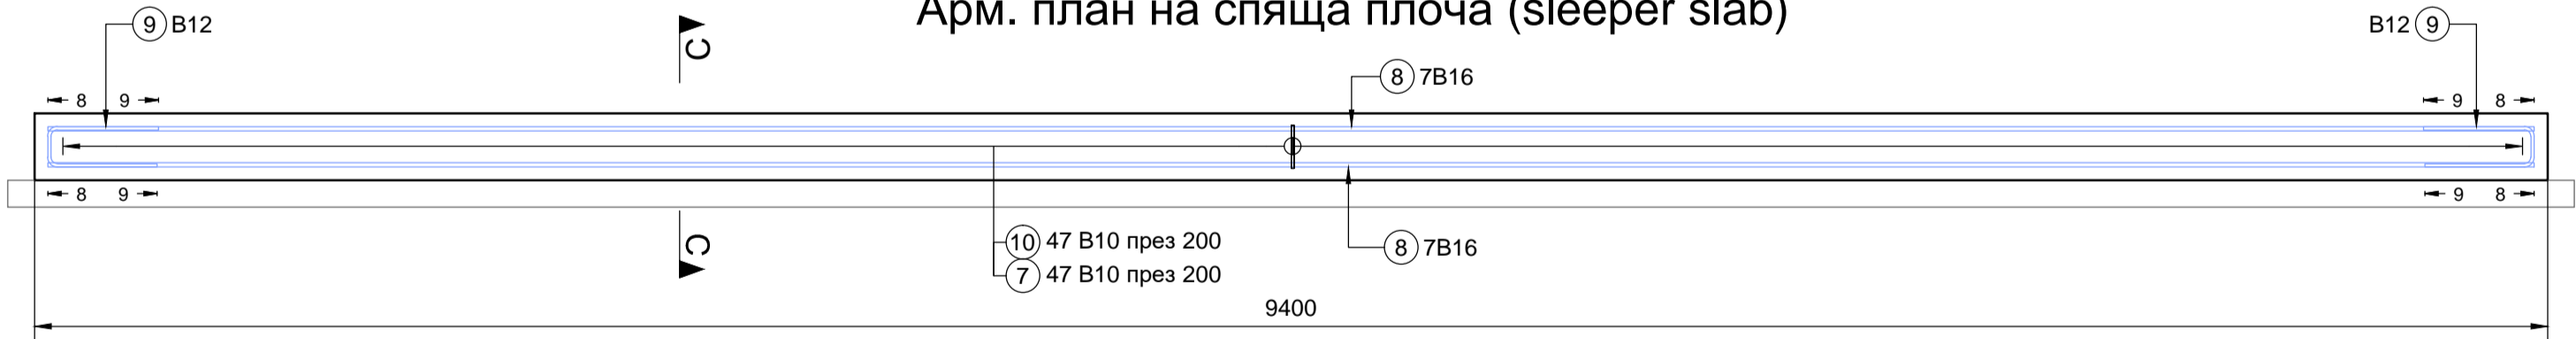 Арм. план на спяща плоча (sleeper slab)
9 B12
C
B12 9
8 7B16
8 9
9 8
8 9
9 8
C
10 47 B10 през 200
8 7B16
7 47 B10 през 200
9400